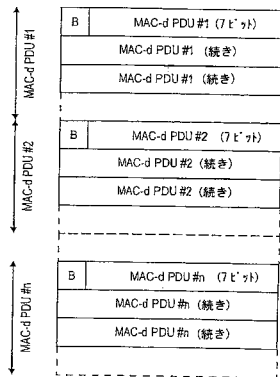 MAC-d PDU #1
B MAC-d PDU #1 (7 ビット)
MAC-d PDU #1 (続き)
MAC-d PDU #1 (続き)
MAC-d PDU #2
B MAC-d PDU #2 (7 ビット)
MAC-d PDU #2 (続き)
MAC-d PDU #2 (続き)
MAC-d PDU #n
B MAC-d PDU #n (7 ビット)
MAC-d PDU #n (続き)
MAC-d PDU #n (続き)